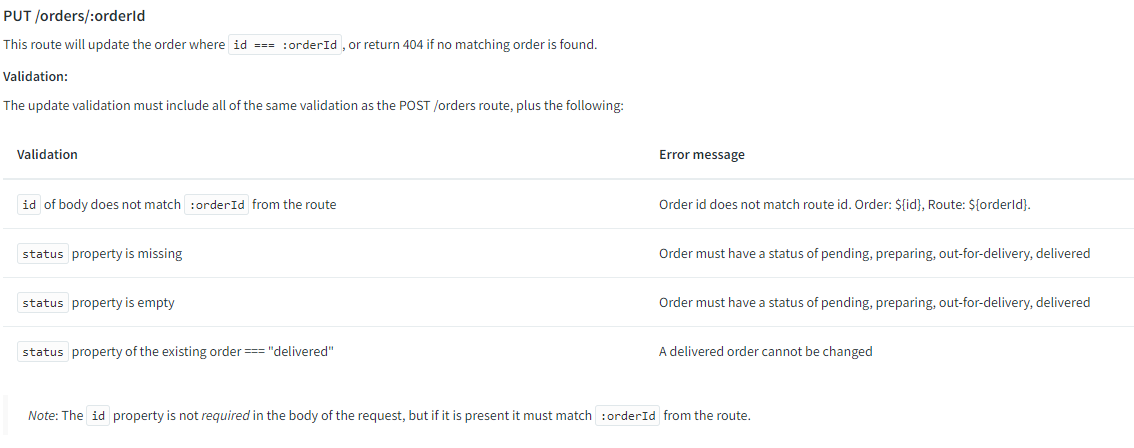 PUT /orders/:orderId
This route will update the order where id === :orderId, or return 404 if no matching order is found.
Validation:
The update validation must include all of the same validation as the POST /orders route, plus the following:
Validation Error message
id of body does not match :orderId from the route Order id does not match route id. Order: ${id}, Route: ${orderId}.
status property is missing Order must have a status of pending, preparing, out-for-delivery, delivered
status property is empty Order must have a status of pending, preparing, out-for-delivery, delivered
status property of the existing order === "delivered" A delivered order cannot be changed
Note: The id property is not required in the body of the request, but if it is present it must match :orderId from the route.